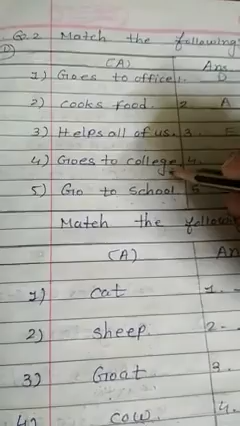 Q.2 Match the following
(A) Ans
1) Goes to office 1. D
2) cooks food. 2 A
3) Helps all of us. 3. E
4) Goes to college 4.
5) Go to school. 5
Match the
(A) An
1) cat 1. -
2) sheep. 2. -
3) Goat 3.
4) cow. 4.